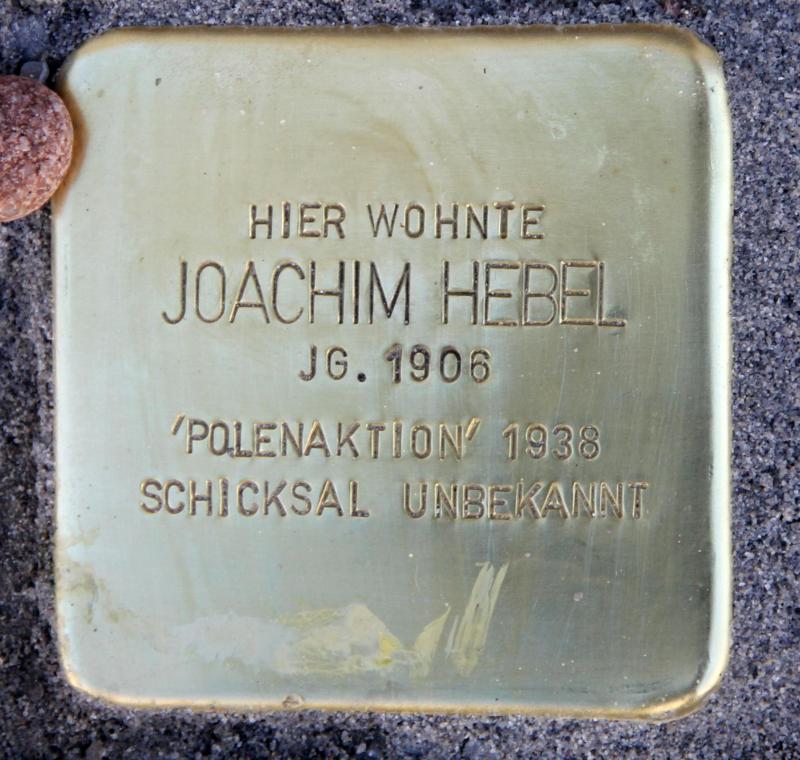 HIER WOHNTE
JOACHIM HEBEL
JG. 1906
'POLENAKTION' 1938
SCHICKSAL UNBEKANNT